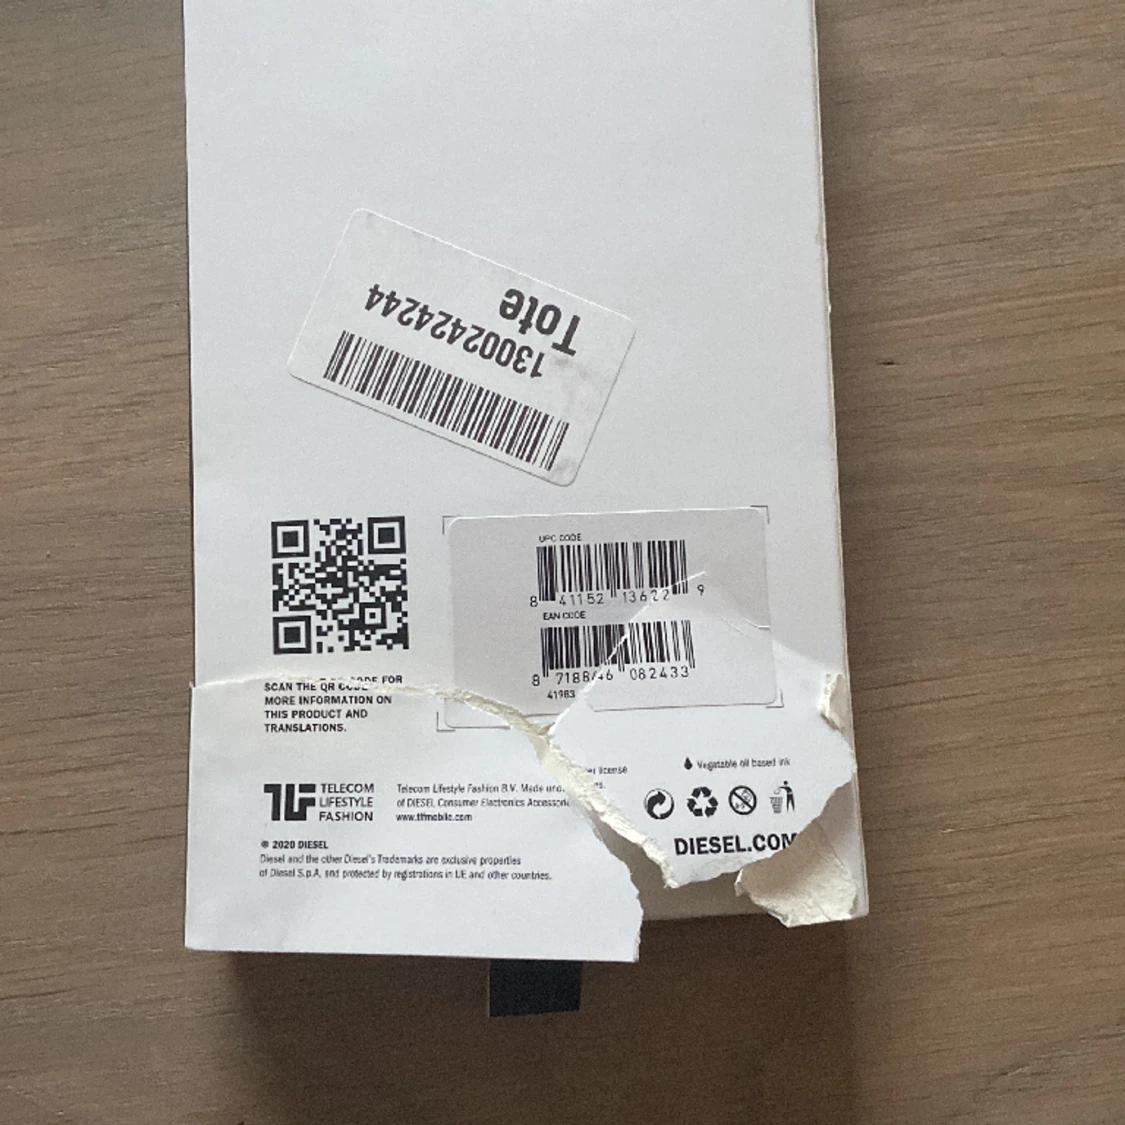 Tote
13002424244
UPC CODE
8 41152 13622 9
EAN CODE
8 718846 082433
41983
SCAN THE QR CODE FOR
MORE INFORMATION ON
THIS PRODUCT AND
TRANSLATIONS.
TLF TELECOM
LIFESTYLE
FASHION
Telecom Lifestyle Fashion B.V. Made license
of DIESEL Consumer Electronics
www.tlfmobile.com
Vegetable oil based ink
DIESEL.COM
© 2020 DIESEL
Diesel and the other Diesel's Trademarks are exclusive properties
of Diesel S.p.A. and protected by registrations in UE and other countries.